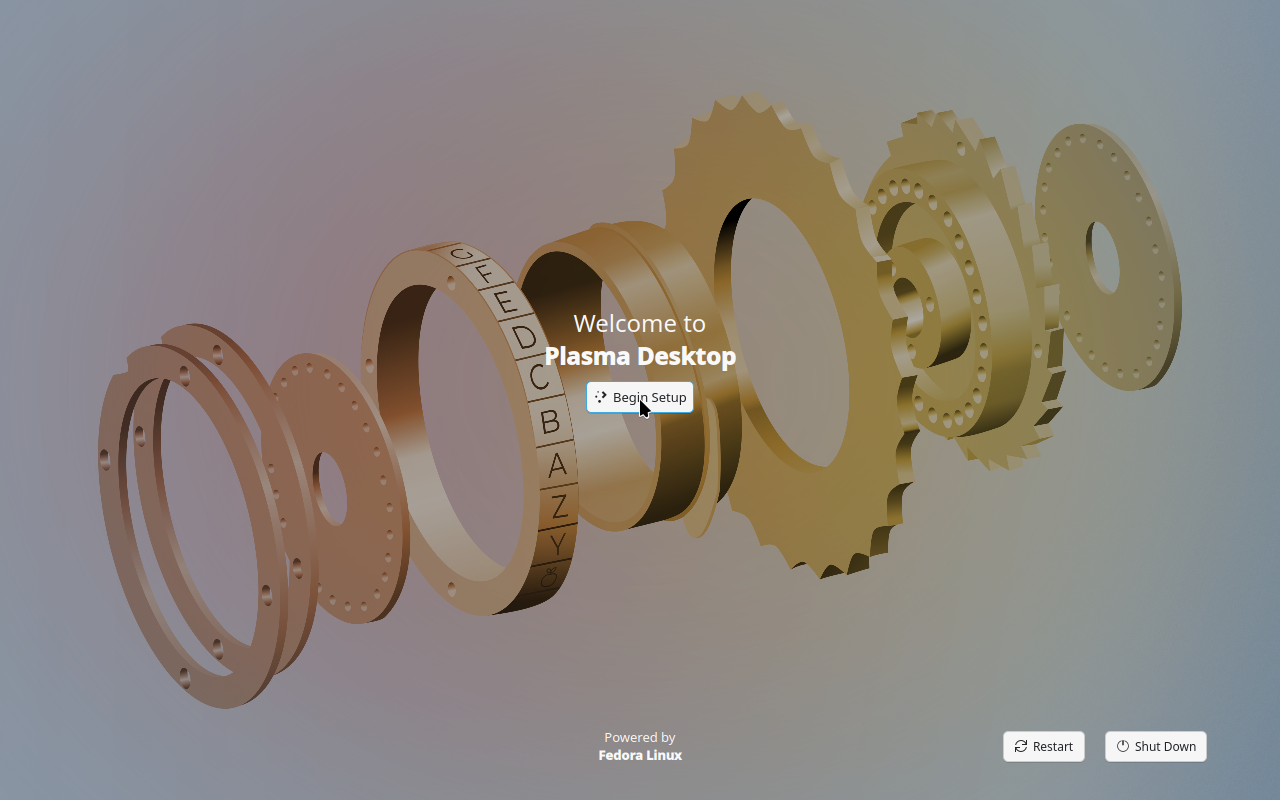 G
F
E
D
C
B
A
Z
Y
Welcome to
Plasma Desktop
Begin Setup
Powered by
Fedora Linux
Restart
Shut Down